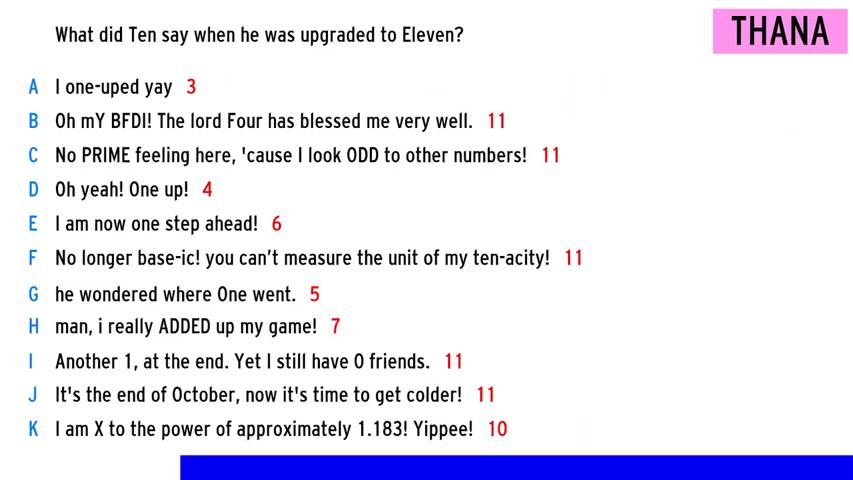 What did Ten say when he was upgraded to Eleven?
THANA
A I one-uped yay 3
B Oh mY BFDI! The lord Four has blessed me very well. 11
C No PRIME feeling here, 'cause I look ODD to other numbers! 11
D Oh yeah! One up! 4
E I am now one step ahead! 6
F No longer base-ic! you can't measure the unit of my ten-acity! 11
G he wondered where One went. 5
H man, i really ADDED up my game! 7
I Another 1, at the end. Yet I still have 0 friends. 11
J It's the end of October, now it's time to get colder! 11
K I am X to the power of approximately 1.183! Yippee! 10